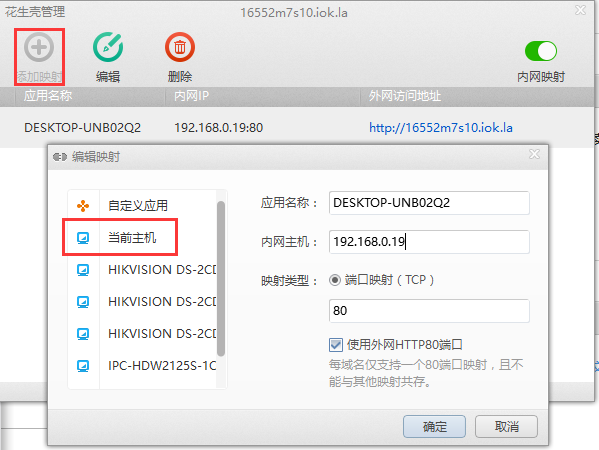 花生壳管理
16552m7s10.iok.la
添加映射
编辑
删除
内网映射
应用名称
内网IP
外网访问地址
DESKTOP-UNB02Q2
192.168.0.19:80
http://16552m7s10.iok.la
编辑映射
自定义应用
当前主机
HIKVISION DS-2CD
HIKVISION DS-2CD
HIKVISION DS-2CD
IPC-HDW2125S-1C
应用名称：
DESKTOP-UNB02Q2
内网主机：
192.168.0.19
映射类型：
端口映射（TCP）
80
使用外网HTTP80端口
每域名仅支持一个80端口映射，且不
能与其他映射共存。
确定
取消